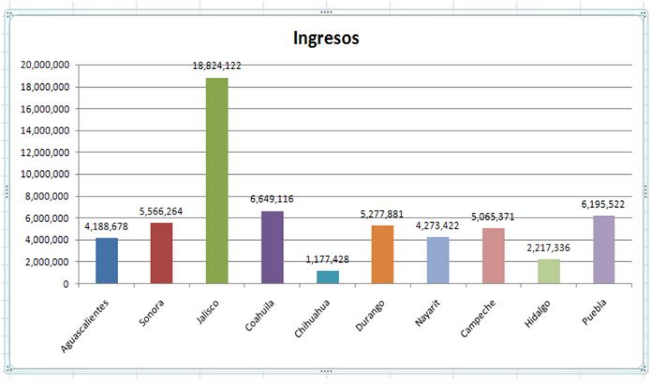 Ingresos
20,000,000
18,000,000
16,000,000
14,000,000
12,000,000
10,000,000
8,000,000
6,000,000
4,000,000
2,000,000
0
4,188,678
5,566,264
18,824,122
6,649,116
1,177,428
5,277,881
4,273,422
5,065,371
2,217,336
6,195,522
Aguascalientes
Sonora
Jalisco
Coahuila
Chihuahua
Durango
Nayarit
Campeche
Hidalgo
Puebla